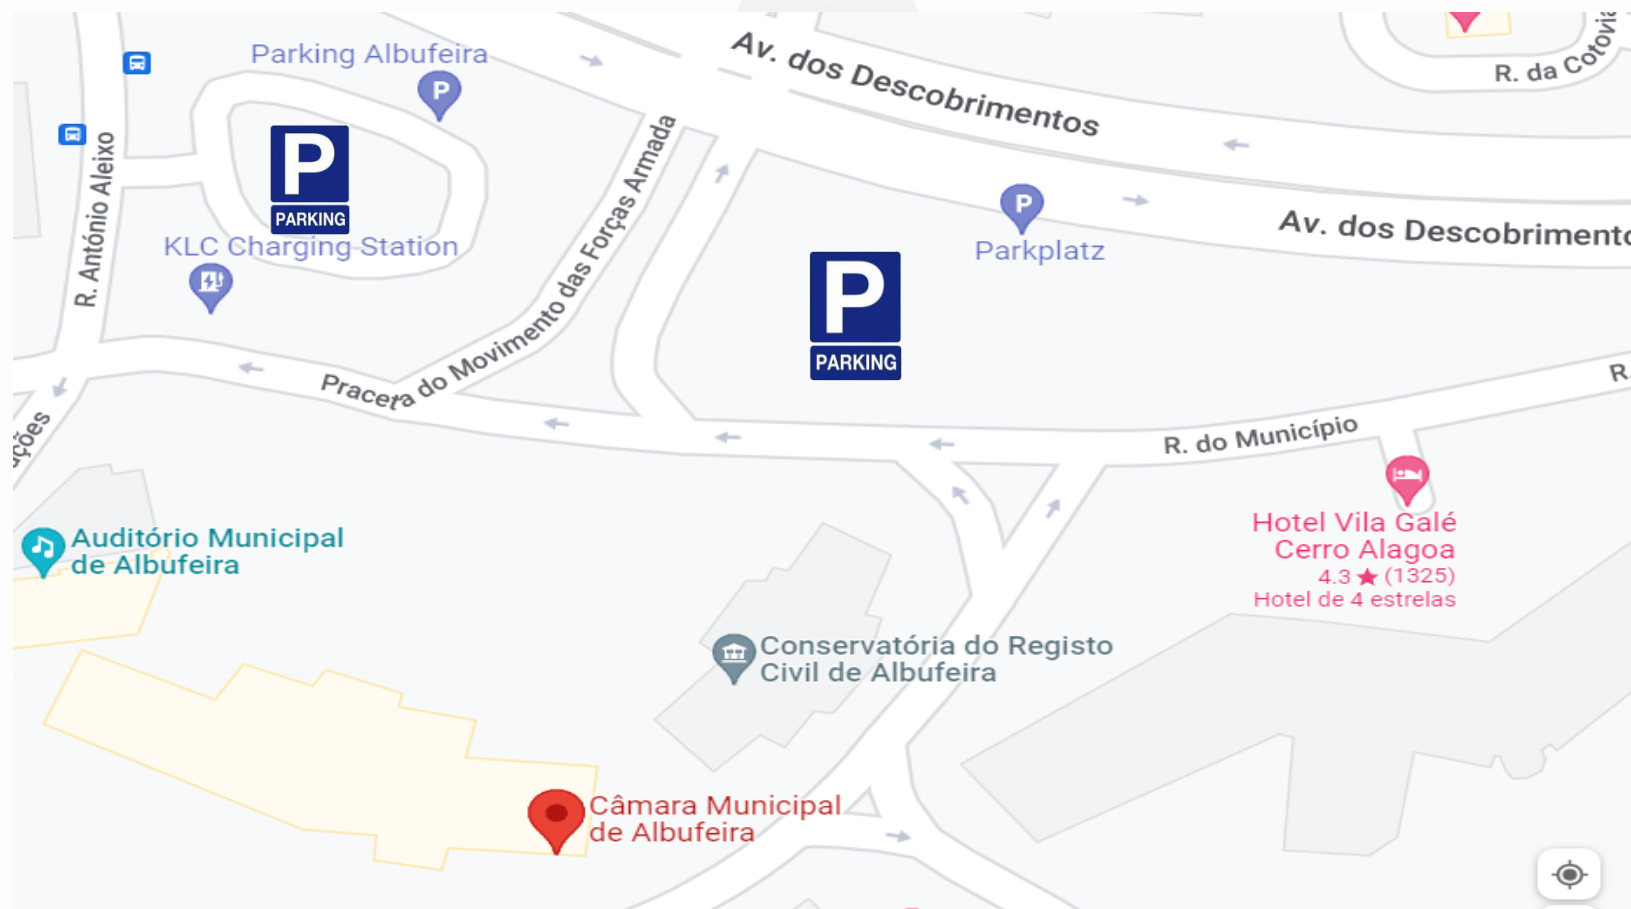 Parking Albufeira
P
Av. dos Descobrimentos
R. da Cotovia
R. António Aleixo
P
PARKING
KLC Charging Station
Praceta do Movimento das Forças Armada
P
Parkplatz
Av. dos Descobrimento
P
PARKING
R.
R. do Município
ções
Hotel Vila Galé
Cerro Alagoa
4.3 ★ (1325)
Hotel de 4 estrelas
Auditório Municipal
de Albufeira
Conservatória do Registo
Civil de Albufeira
Câmara Municipal
de Albufeira